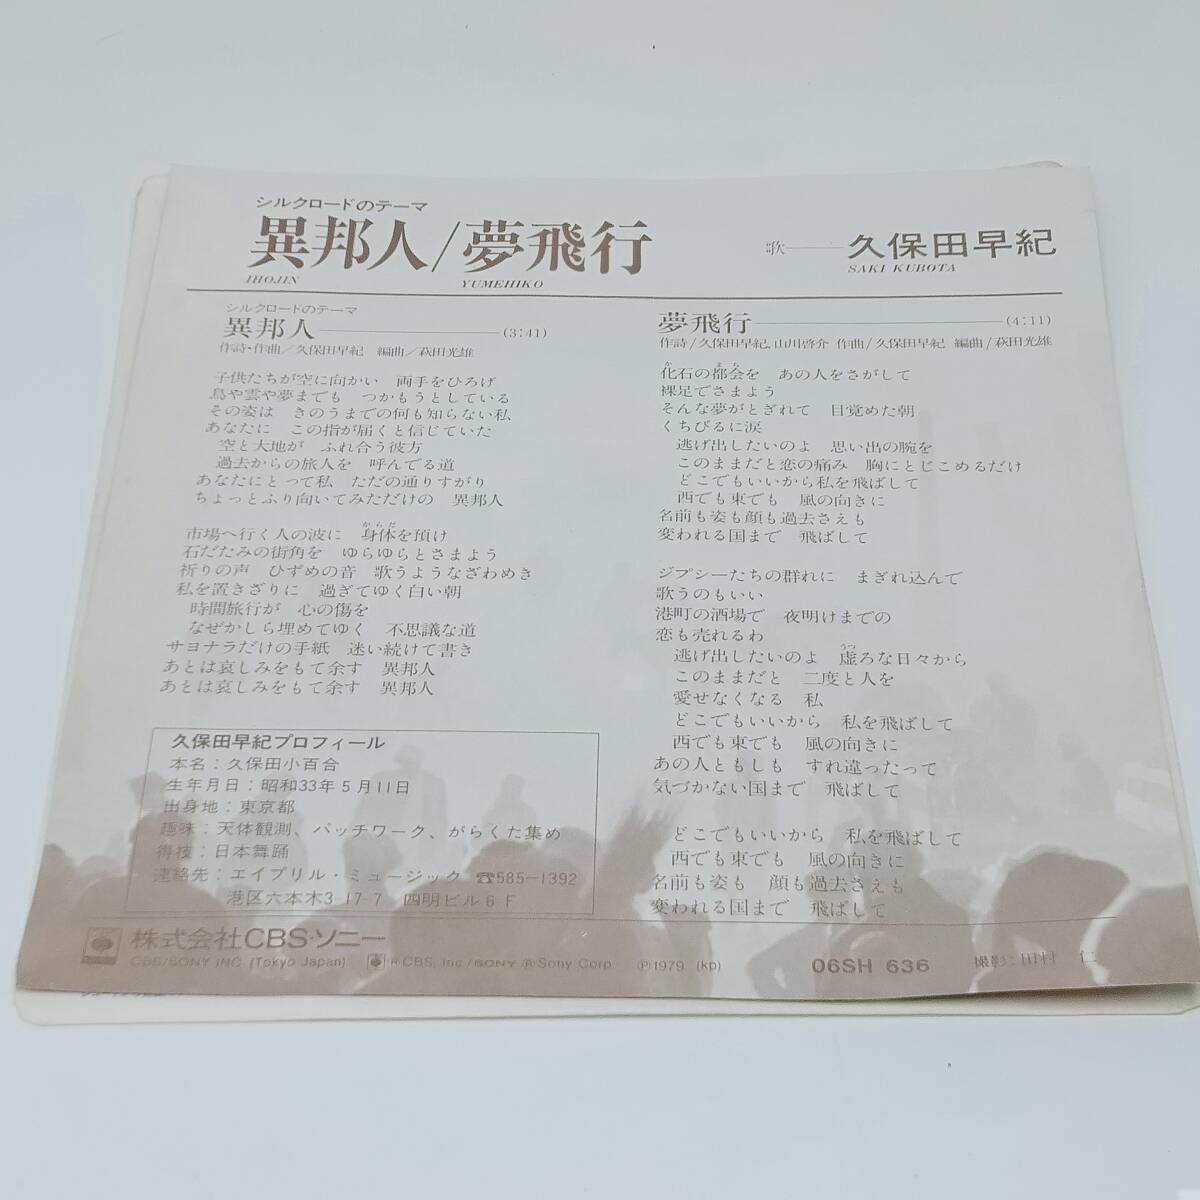 シルクロードのテーマ
異邦人/夢飛行
IHOJIN
YUMEHIKO
歌――久保田早紀
SAKI KUBOTA
シルクロードのテーマ
異邦人――(3:41)
作詩・作曲/久保田早紀 編曲/萩田光雄
子供たちが空に向かい 両手をひろげ
鳥や雲や夢までも つかもうとしている
その姿は きのうまでの何も知らない私
あなたに この指が届くと信じていた
空と大地が ふれ合う彼方
過去からの旅人を 呼んでる道
あなたにとって私 ただの通りすがり
ちょっとふり向いてみただけの 異邦人
からだ
市場へ行く人の波に 身体を預け
石だたみの街角を ゆらゆらとさまよう
祈りの声 ひずめの音 歌うようなざわめき
私を置きざりに 過ぎてゆく白い朝
時間旅行が 心の傷を
なぜかしら埋めてゆく 不思議な道
サヨナラだけの手紙 迷い続けて書き
あとは哀しみをもて余す 異邦人
あとは哀しみをもて余す 異邦人
久保田早紀プロフィール
本名:久保田小百合
生年月日:昭和33年5月11日
出身地:東京都
趣味:天体観測、パッチワーク、がらくた集め
得技:日本舞踊
連絡先:エイプリル・ミュージック ☎585-1392
港区六本木3-17-7 四明ビル6F
夢飛行――(4:11)
作詩/久保田早紀、山川啓介 作曲/久保田早紀 編曲/萩田光雄
か まち
化石の都会を あの人をさがして
裸足でさまよう
そんな夢がとぎれて 目覚めた朝
くちびるに涙
逃げ出したいのよ 思い出の腕を
このままだと恋の痛み 胸にとじこめるだけ
どこでもいいから私を飛ばして
西でも東でも 風の向きに
名前も姿も顔も過去さえも
変われる国まで 飛ばして
ジプシーたちの群れに まぎれ込んで
歌うのもいい
港町の酒場で 夜明けまでの
恋も売れるわ
うつ
逃げ出したいのよ 虚ろな日々から
このままだと 二度と人を
愛せなくなる 私
どこでもいいから 私を飛ばして
西でも東でも 風の向きに
あの人ともしも すれ違ったって
気づかない国まで 飛ばして
どこでもいいから 私を飛ばして
西でも東でも 風の向きに
名前も姿も 顔も過去さえも
変われる国まで 飛ばして
株式会社CBS・ソニー
CBS/SONY INC. (Tokyo Japan) ®CBS, Inc./SONY ®Sony Corp. Ⓟ1979 (kp) 06SH 636 撮影:田村 仁